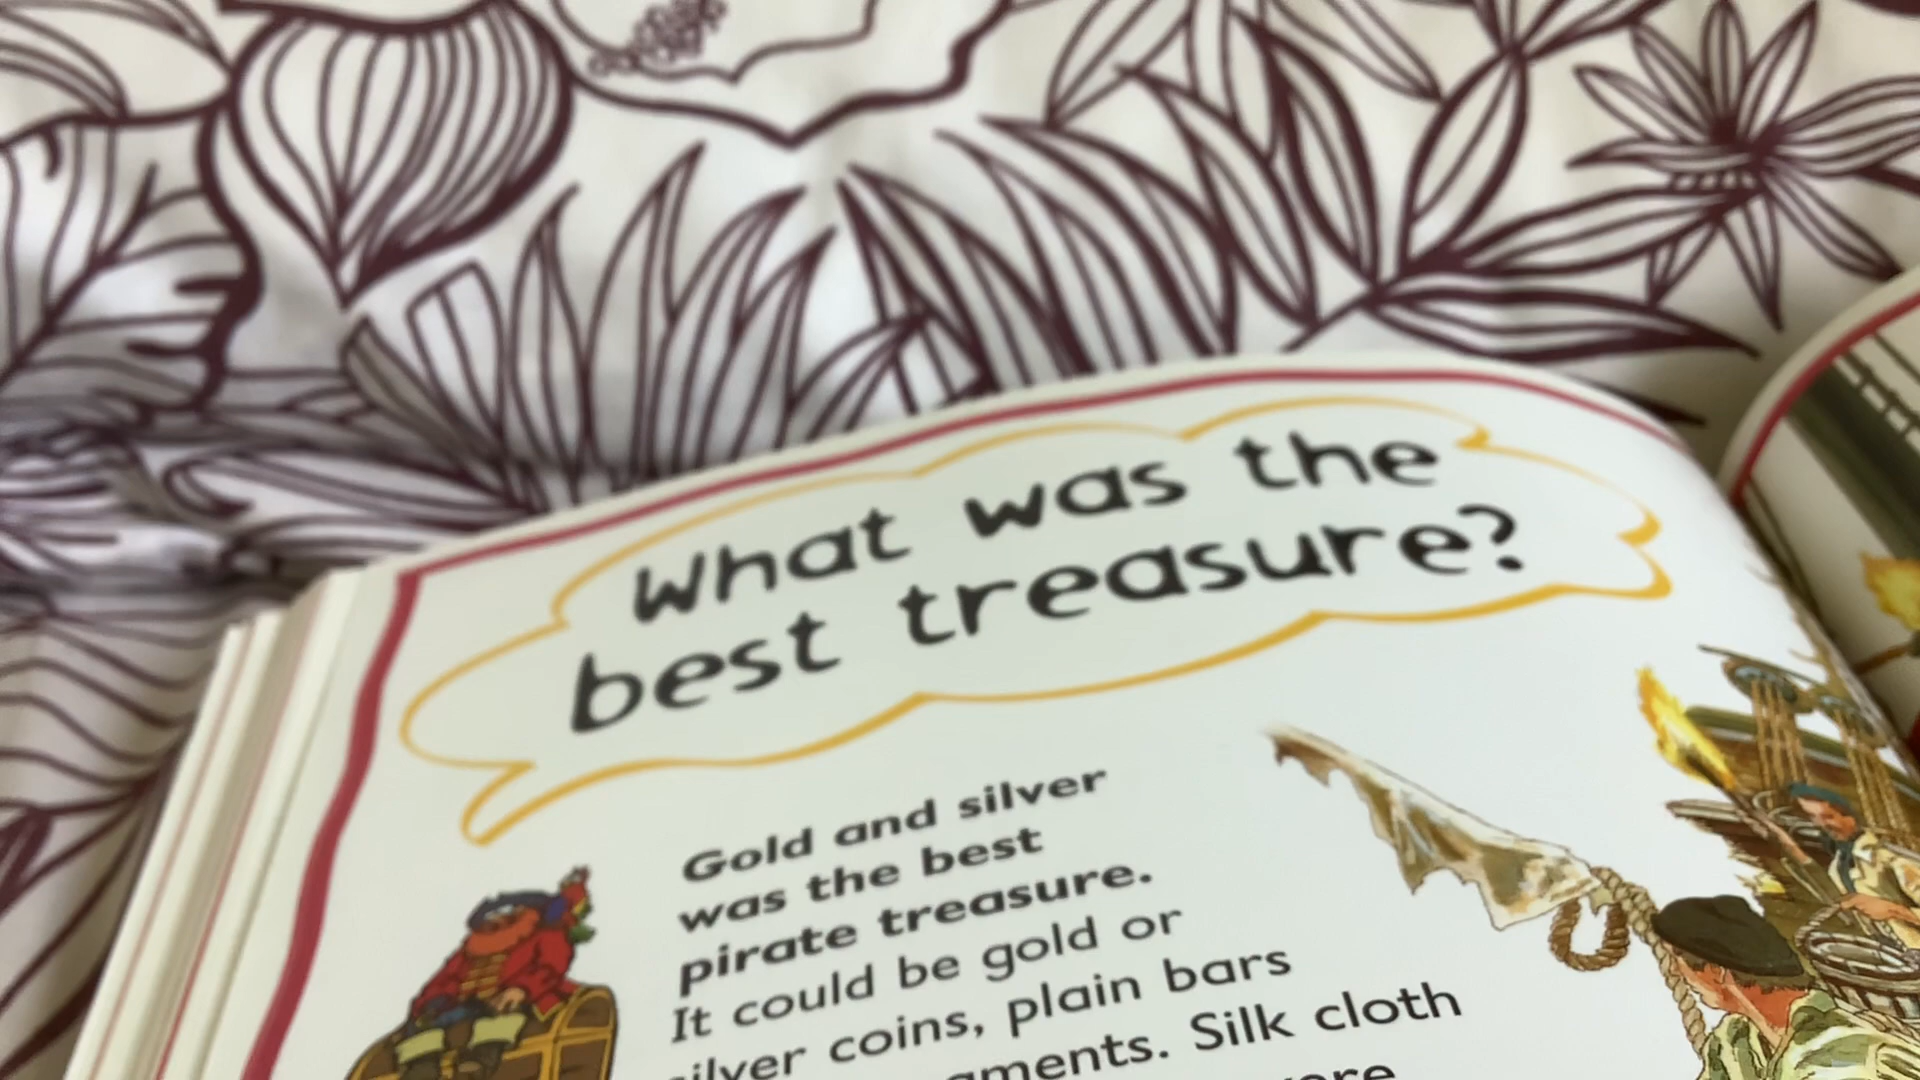 What was the
best treasure?
Gold and silver
was the best
pirate treasure.
It could be gold or
silver coins, plain bars
Silk cloth